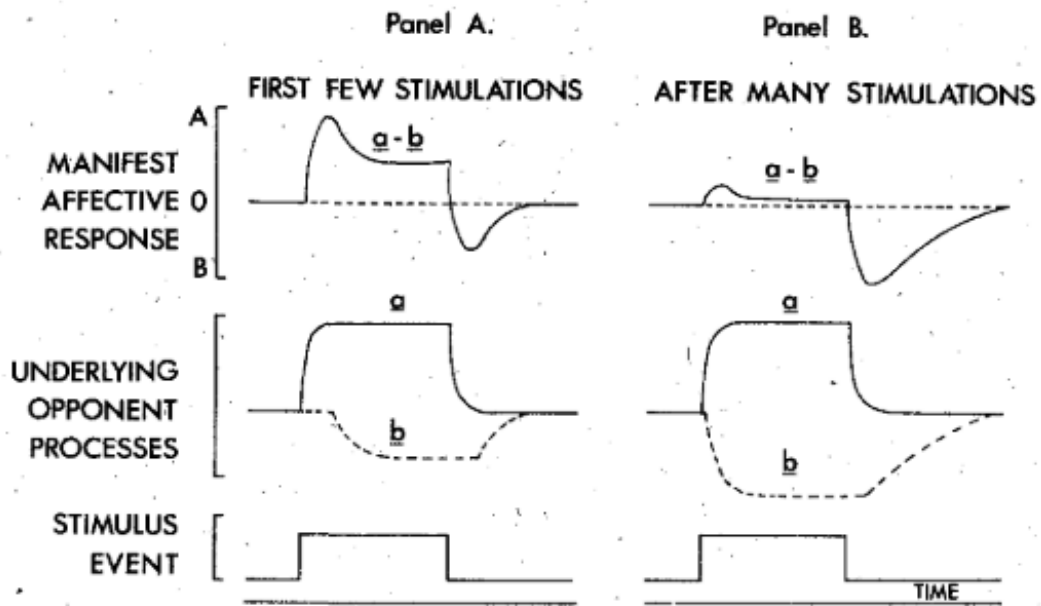 Panel A.
FIRST FEW STIMULATIONS
Panel B.
AFTER MANY STIMULATIONS
MANIFEST
AFFECTIVE
RESPONSE
A
0
B
a - b
a - b
UNDERLYING
OPPONENT
PROCESSES
a
b
a
b
STIMULUS
EVENT
TIME